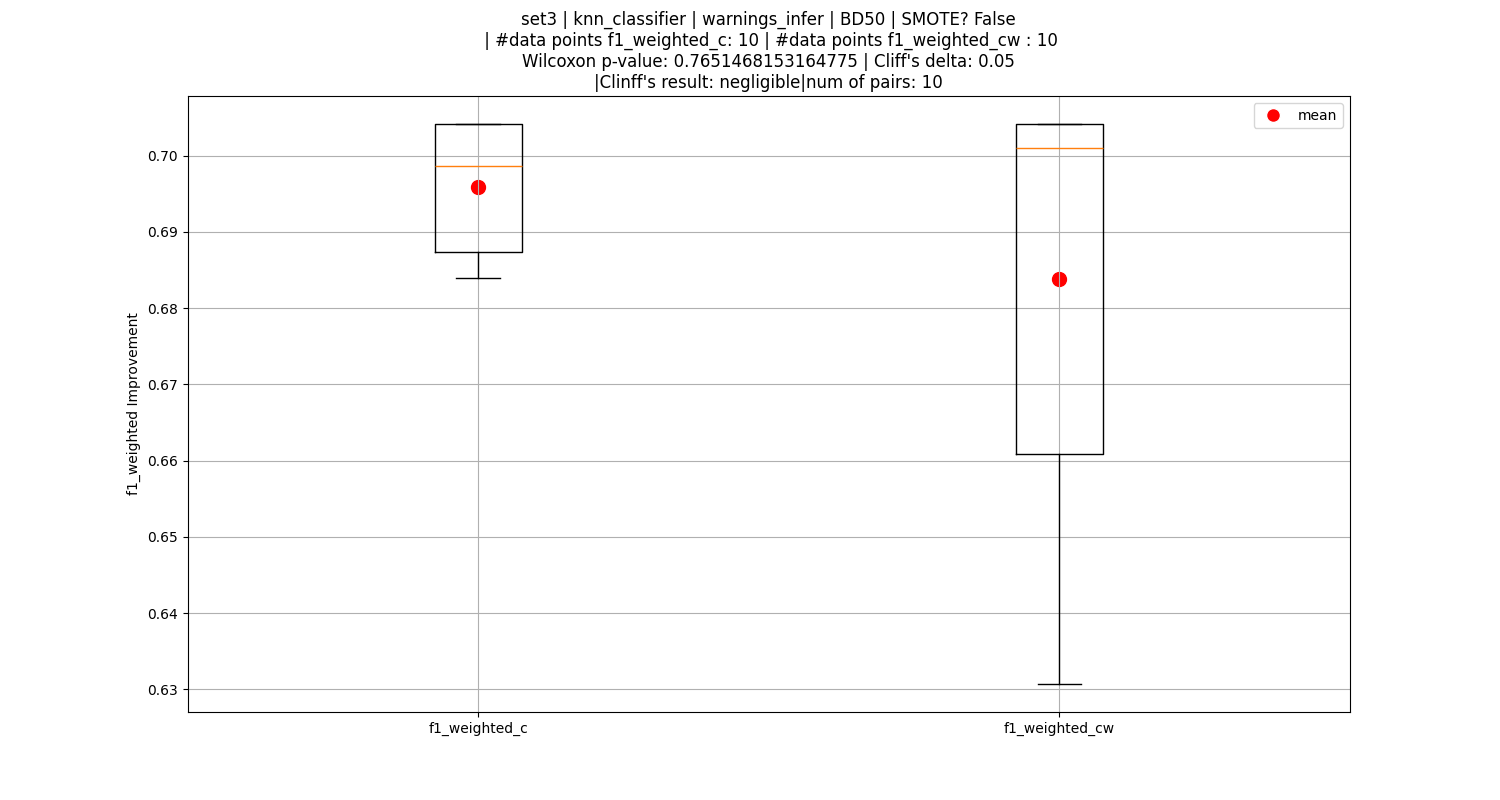 set3 | knn_classifier | warnings_infer | BD50 | SMOTE? False
| #data points f1_weighted_c: 10 | #data points f1_weighted_cw : 10
Wilcoxon p-value: 0.7651468153164775 | Cliff's delta: 0.05
|Clinff's result: negligible|num of pairs: 10
mean
f1_weighted Improvement
0.70
0.69
0.68
0.67
0.66
0.65
0.64
0.63
f1_weighted_c
f1_weighted_cw